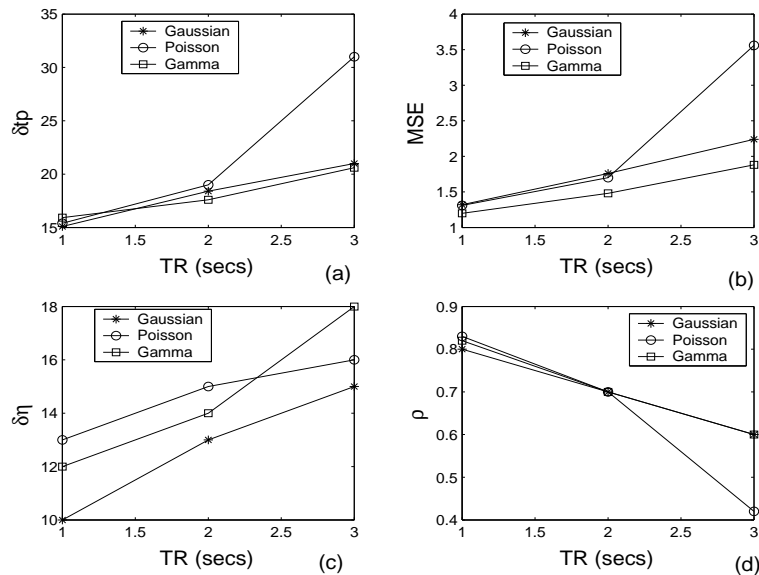 Gaussian
Poisson
Gamma
35
30
25
20
15
δtp
1 1.5 2 2.5 3
TR (secs)
(a)
Gaussian
Poisson
Gamma
4
3.5
3
2.5
2
1.5
1
MSE
1 1.5 2 2.5 3
TR (secs)
(b)
Gaussian
Poisson
Gamma
18
16
14
12
10
δη
1 1.5 2 2.5 3
TR (secs)
(c)
Gaussian
Poisson
Gamma
0.9
0.8
0.7
0.6
0.5
0.4
ρ
1 1.5 2 2.5 3
TR (secs)
(d)